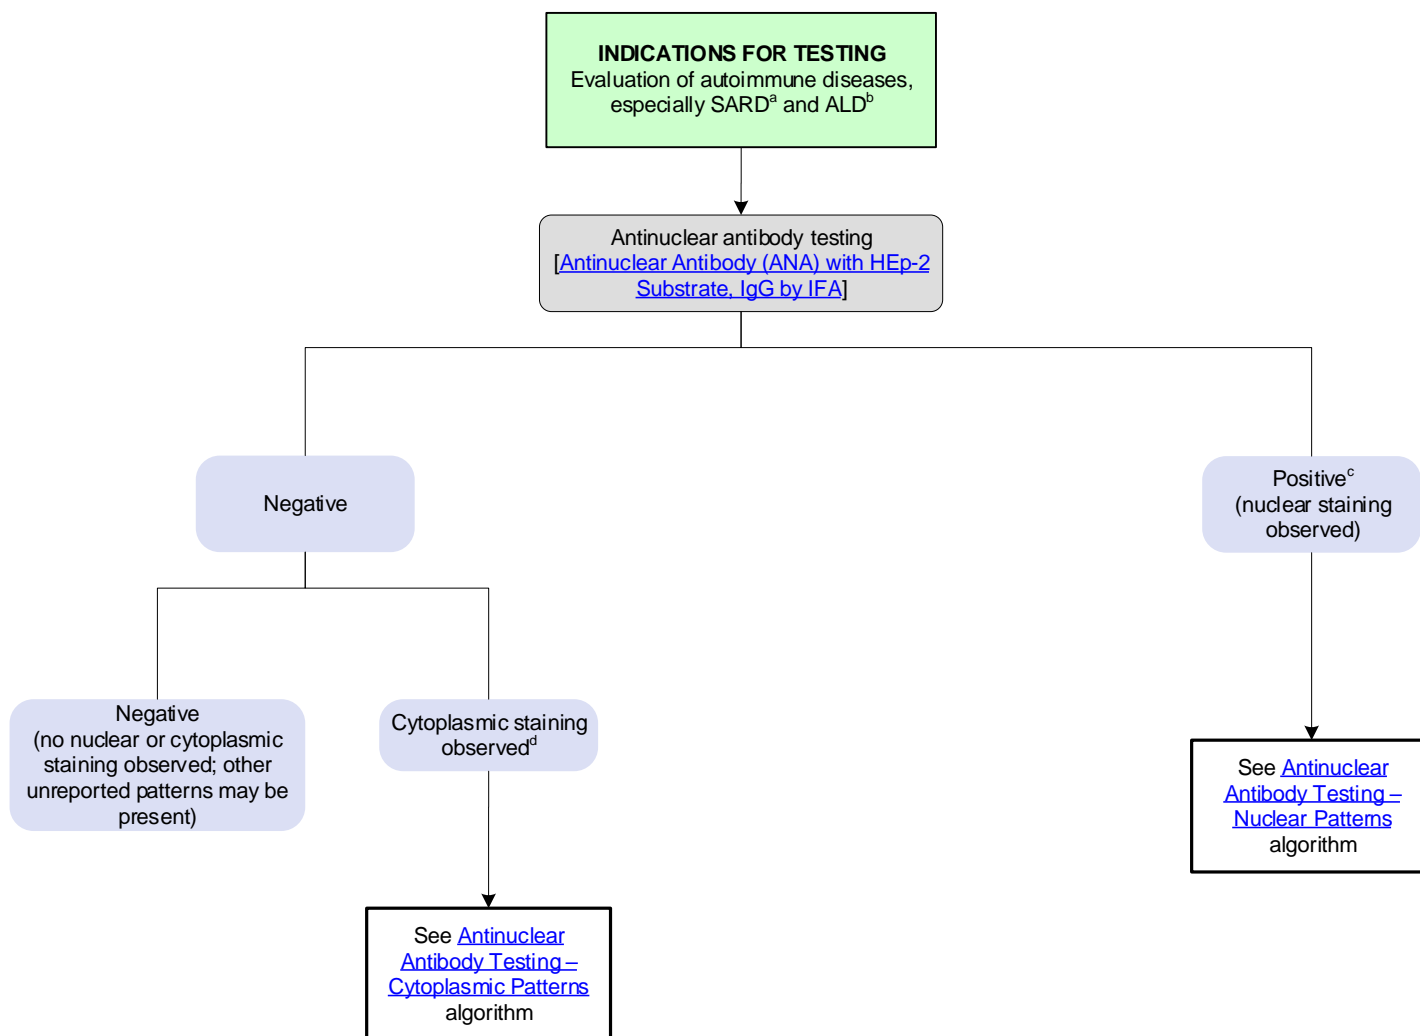 INDICATIONS FOR TESTING
Evaluation of autoimmune diseases,
especially SARDa and ALDb
Antinuclear antibody testing
[Antinuclear Antibody (ANA) with HEp-2
Substrate, IgG by IFA]
Negative
Positivec
(nuclear staining
observed)
Negative
(no nuclear or cytoplasmic
staining observed; other
unreported patterns may be
present)
Cytoplasmic staining
observedd
See Antinuclear
Antibody Testing –
Nuclear Patterns
algorithm
See Antinuclear
Antibody Testing –
Cytoplasmic Patterns
algorithm